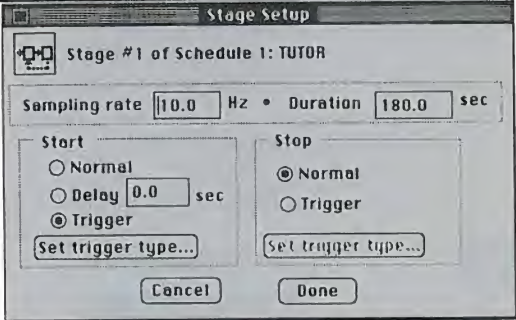 Stage Setup
Stage #1 of Schedule 1: TUTOR
Sampling rate 10.0 Hz • Duration 180.0 sec
Start
Normal
Delay 0.0 sec
Trigger
Set trigger type...
Stop
Normal
Trigger
Set trigger type...
Cancel
Done